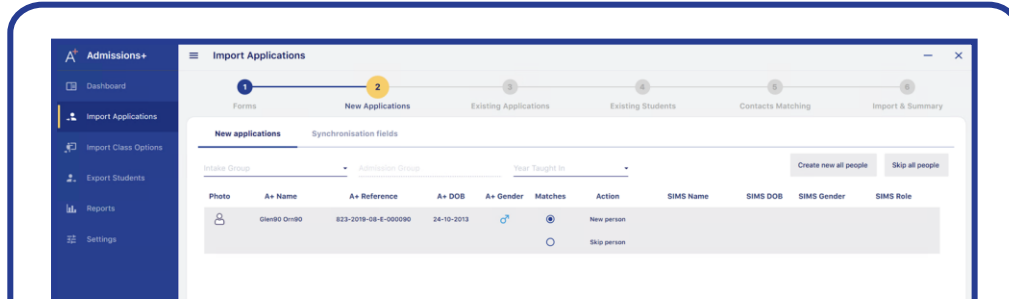 A+ Admissions+
Import Applications
Dashboard
Import Applications
Import Class Options
Export Students
Reports
Settings
1 2 3 4 5 6
Forms New Applications Existing Applications Existing Students Contacts Matching Import & Summary
New applications Synchronisation fields
Intake Group Admission Group Year Taught In Create new all people Skip all people
Photo A+ Name A+ Reference A+ DOB A+ Gender Matches Action SIMS Name SIMS DOB SIMS Gender SIMS Role
Glen90 Orn90 823-2019-08-E-000090 24-10-2013 New person
Skip person